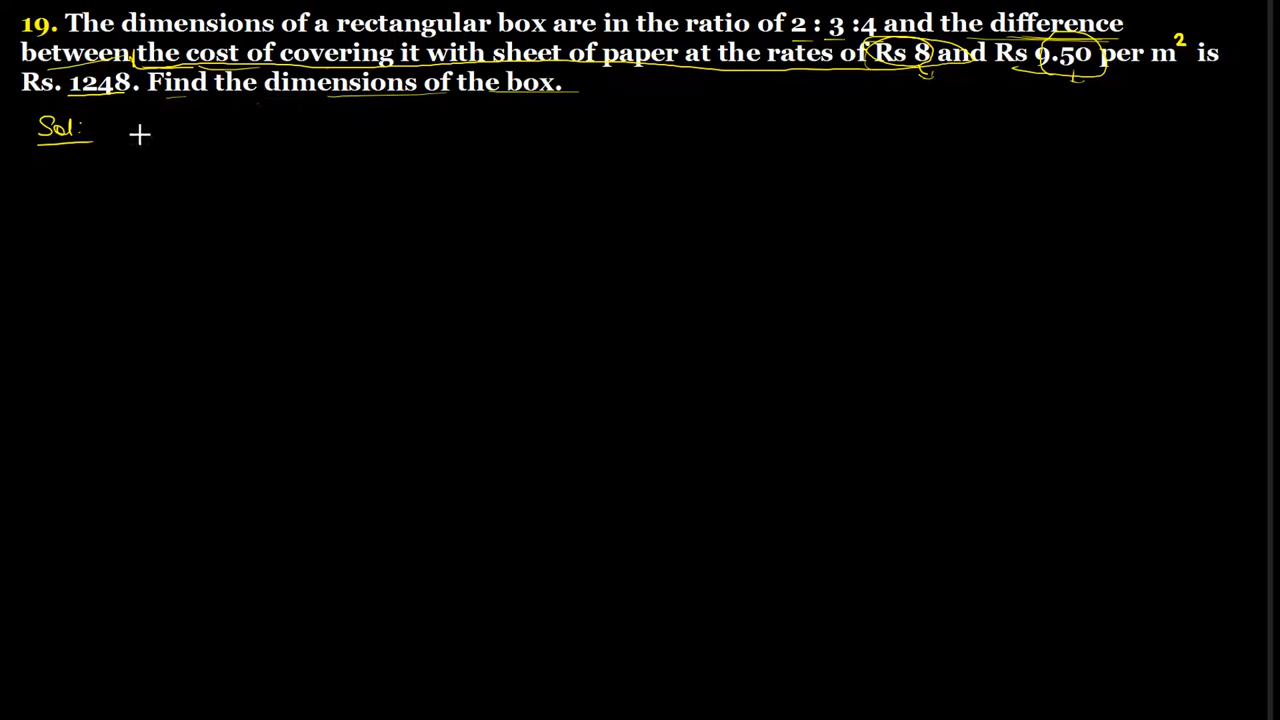 19. The dimensions of a rectangular box are in the ratio of 2 : 3 :4 and the difference
between the cost of covering it with sheet of paper at the rates of Rs 8 and Rs 9.50 per m² is
Rs. 1248. Find the dimensions of the box.
Sol: